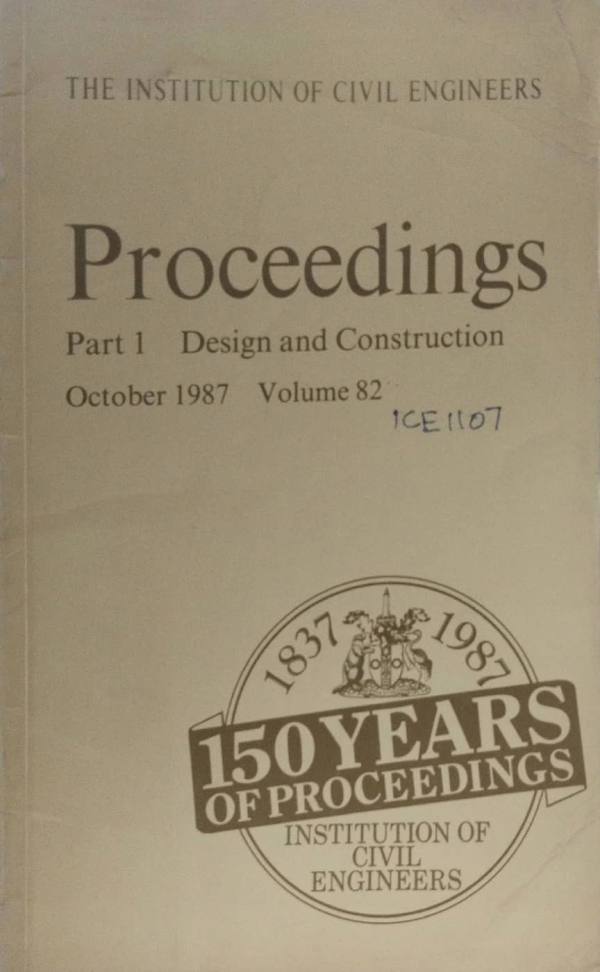 THE INSTITUTION OF CIVIL ENGINEERS
Proceedings
Part 1 Design and Construction
October 1987 Volume 82
ICE 1107
1837 1987
150 YEARS
OF PROCEEDINGS
INSTITUTION OF
CIVIL
ENGINEERS